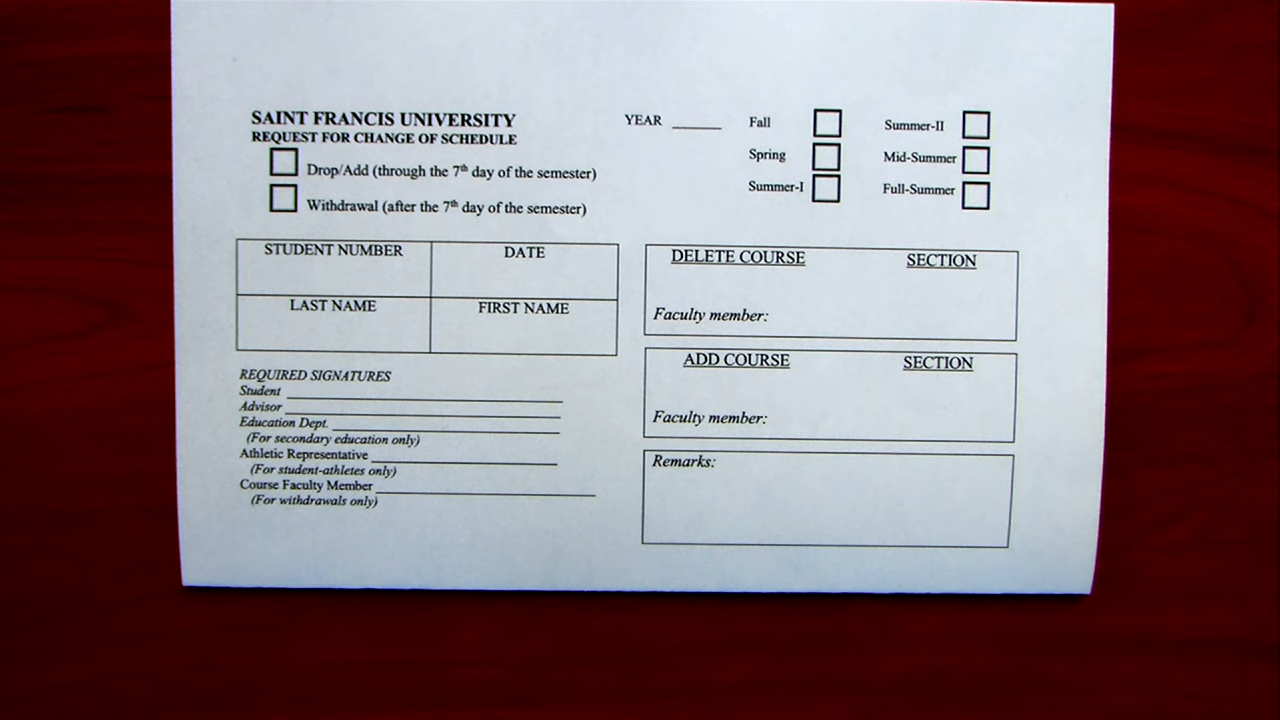 SAINT FRANCIS UNIVERSITY
REQUEST FOR CHANGE OF SCHEDULE
Drop/Add (through the 7th day of the semester)
Withdrawal (after the 7th day of the semester)
YEAR ______ Fall Summer-II
Spring Mid-Summer
Summer-I Full-Summer
STUDENT NUMBER DATE
LAST NAME FIRST NAME
REQUIRED SIGNATURES
Student
Advisor
Education Dept.
(For secondary education only)
Athletic Representative
(For student-athletes only)
Course Faculty Member
(For withdrawals only)
DELETE COURSE SECTION
Faculty member:
ADD COURSE SECTION
Faculty member:
Remarks: